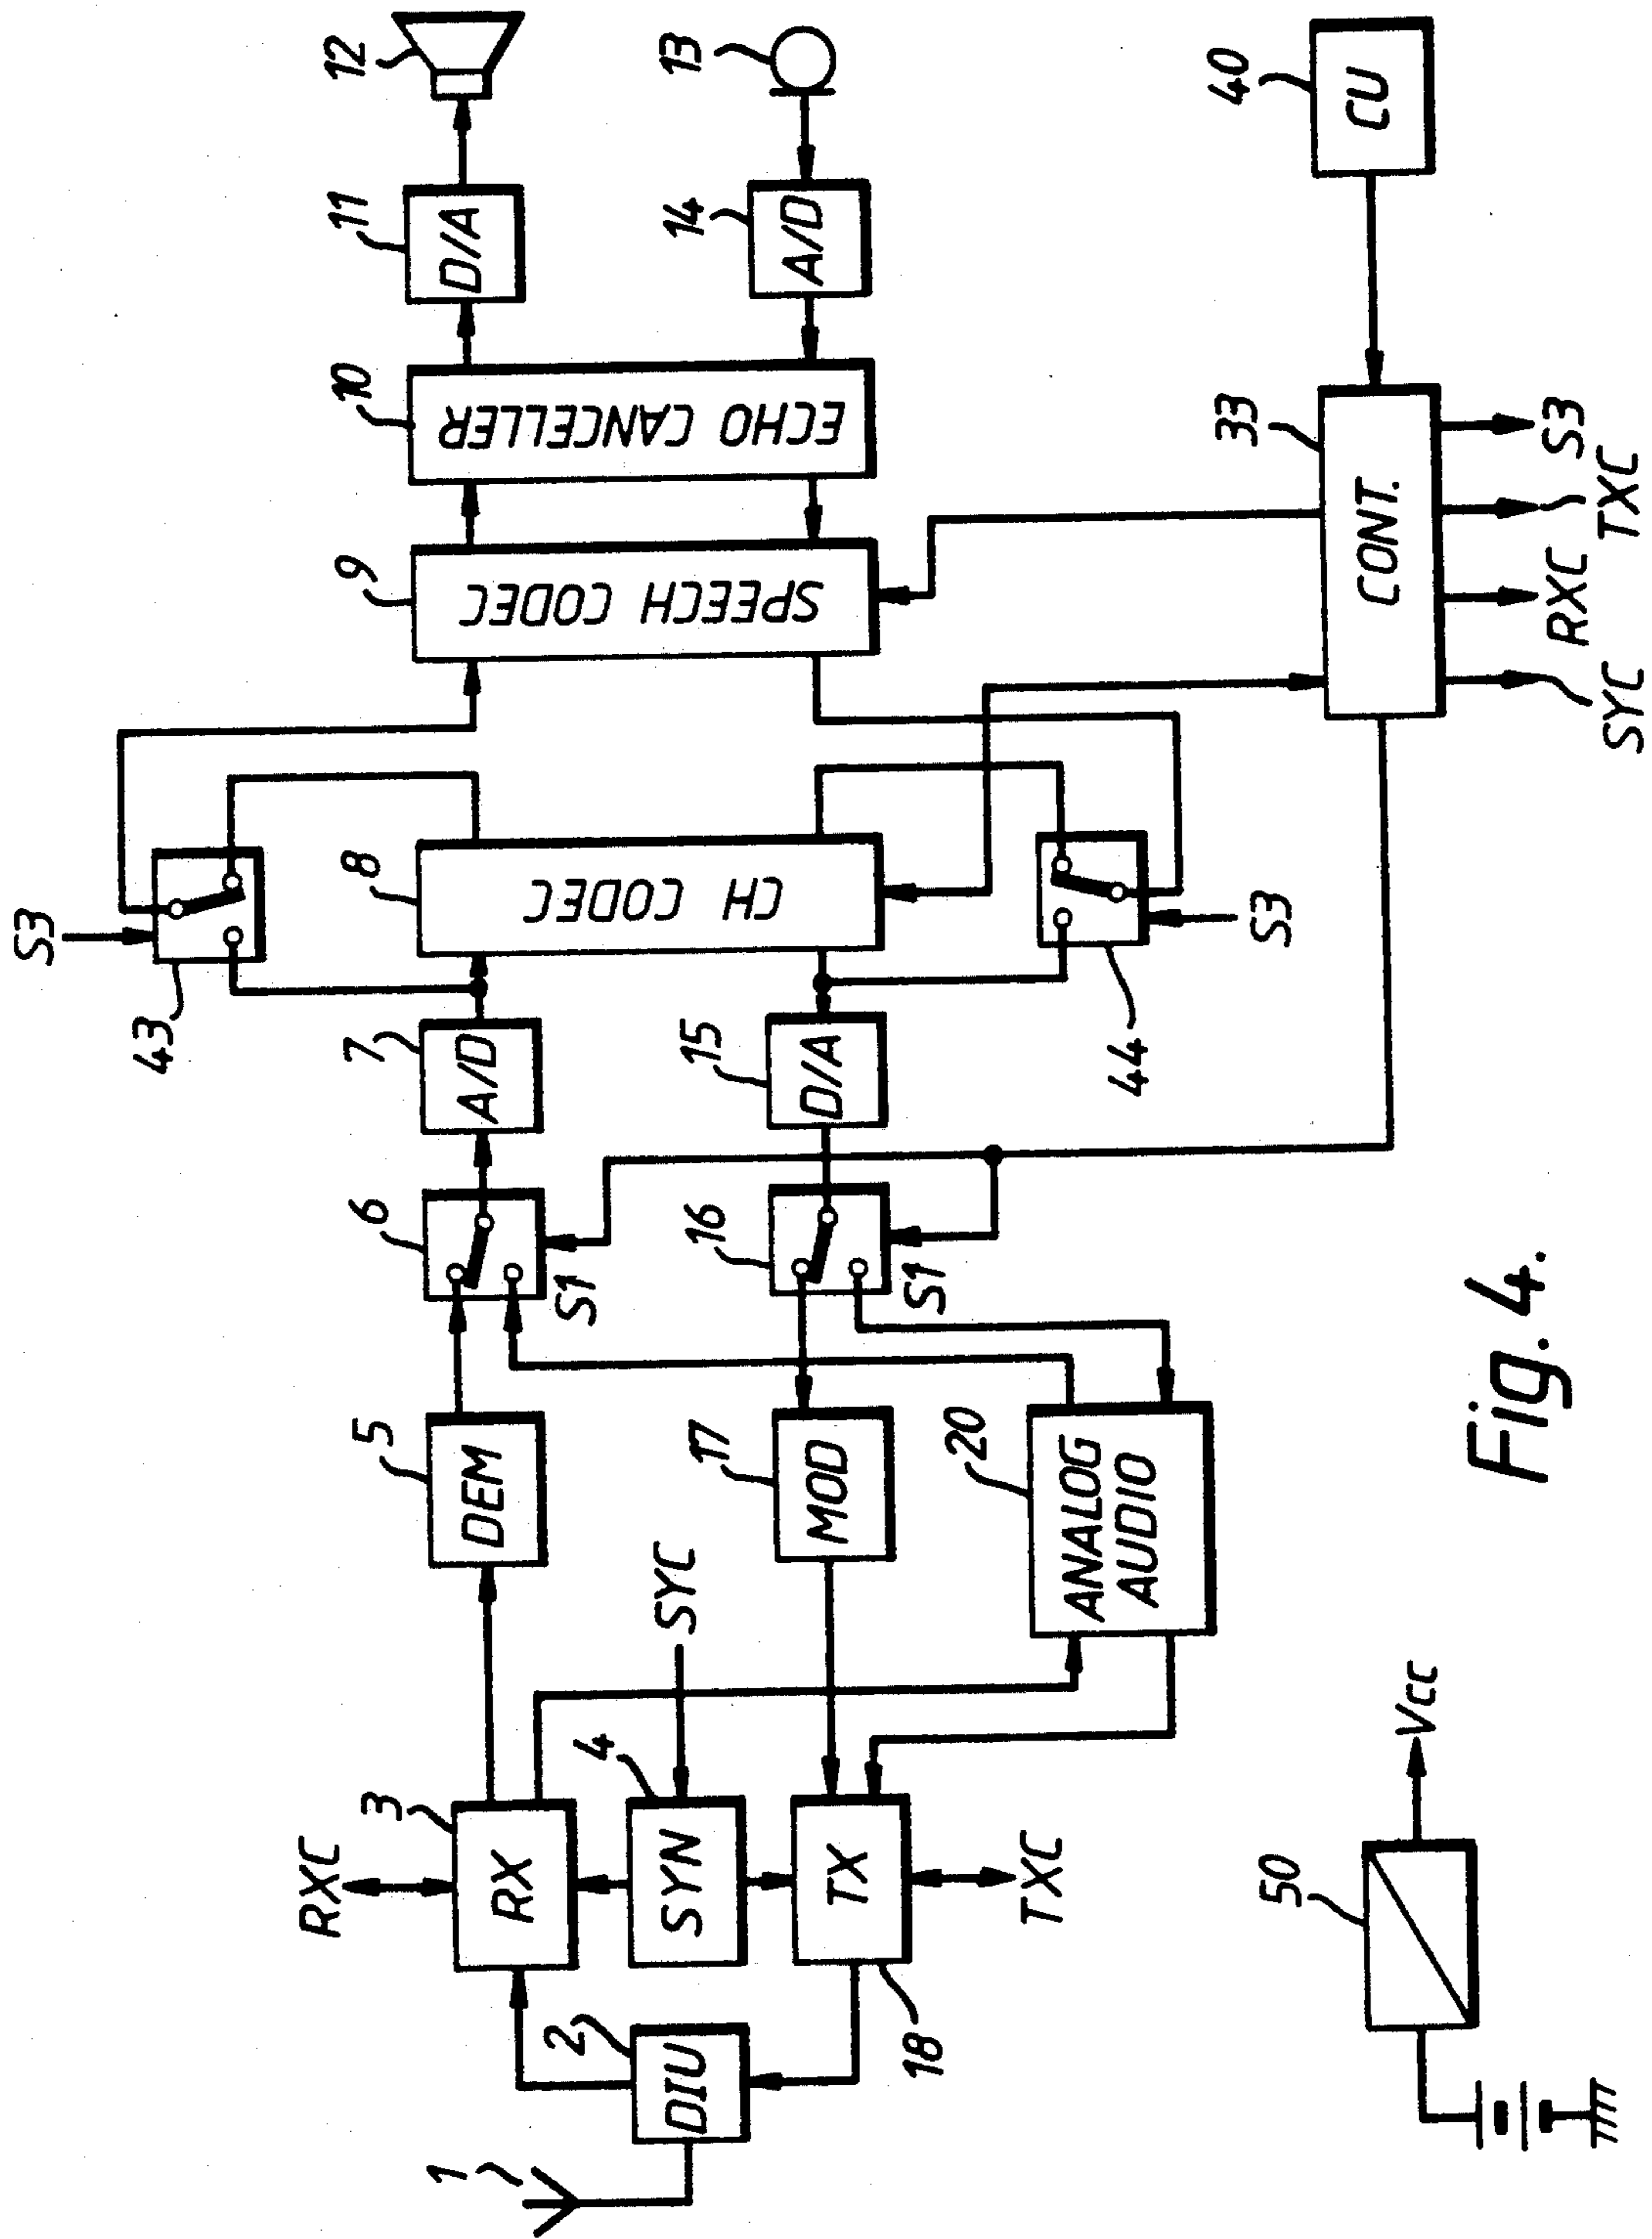 S3
43
S3
44
12
11
D/A
10
ECHO CANCELLER
9
SPEECH CODEC
8
CH CODEC
7
A/D
6
S1
5
DEM
RXC
3
RX
13
14
A/D
15
D/A
16
S1
17
MOD
SYC
4
SYN
TX
18
TXC
2
DIU
1
20
ANALOG
AUDIO
40
CU
33
CONT.
S3
TXC
RXC
SYC
50
Vcc
Fig. 4.